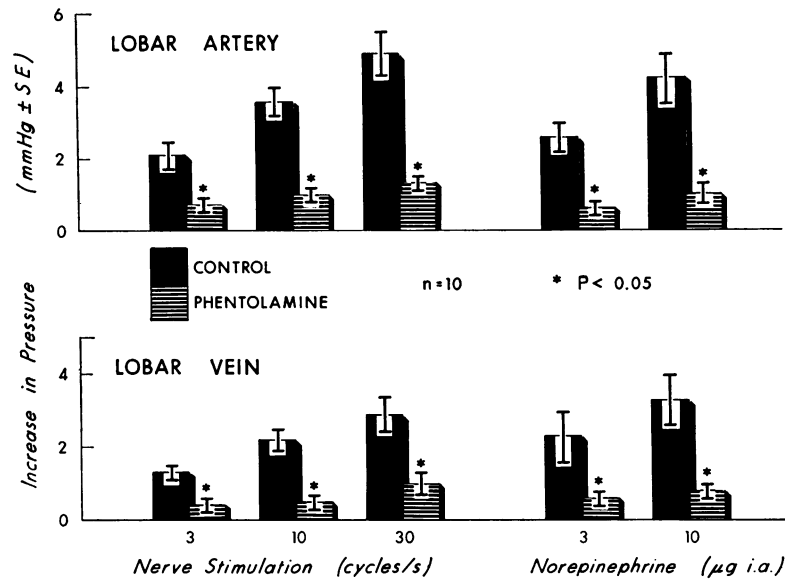 6
LOBAR ARTERY
4
2
0
(mmHg ± SE)
* * * * *
CONTROL
PHENTOLAMINE
n=10
* P< 0.05
Increase in Pressure
LOBAR VEIN
4
2
0
* * * * *
3 10 30 3 10
Nerve Stimulation (cycles/s) Norepinephrine (μg i.a.)